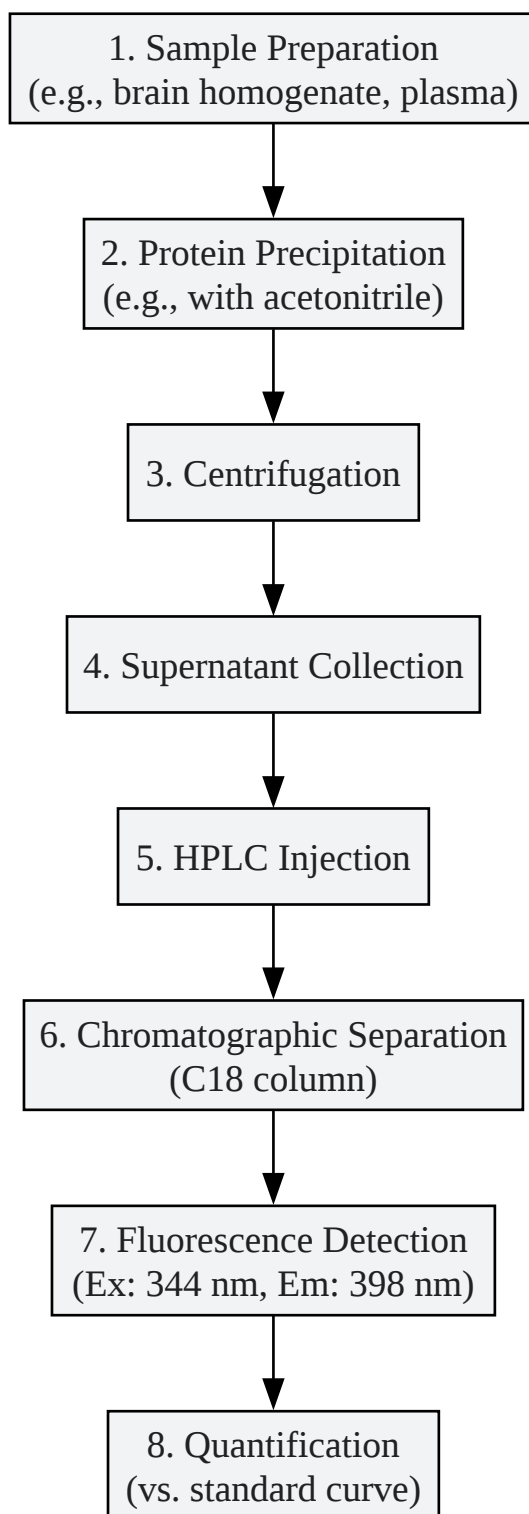 1. Sample Preparation
(e.g., brain homogenate, plasma)
2. Protein Precipitation
(e.g., with acetonitrile)
3. Centrifugation
4. Supernatant Collection
5. HPLC Injection
6. Chromatographic Separation
(C18 column)
7. Fluorescence Detection
(Ex: 344 nm, Em: 398 nm)
8. Quantification
(vs. standard curve)